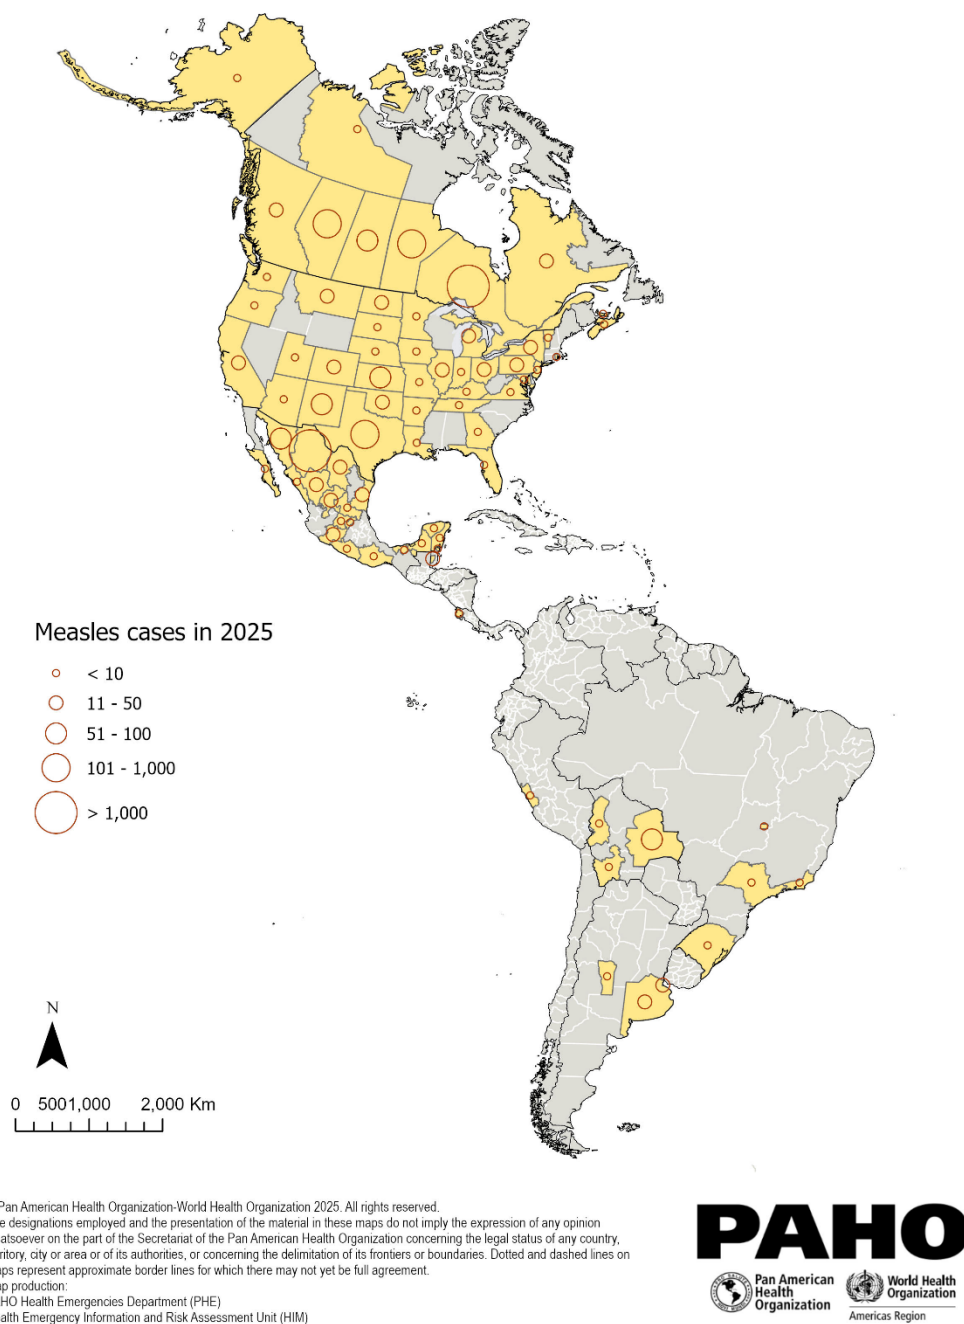 Measles cases in 2025
< 10
11 - 50
51 - 100
101 - 1,000
> 1,000
N
0 5001,000 2,000 Km
Pan American Health Organization-World Health Organization 2025. All rights reserved.
e designations employed and the presentation of the material in these maps do not imply the expression of any opinion
atsoever on the part of the Secretariat of the Pan American Health Organization concerning the legal status of any country,
ritory, city or area or of its authorities, or concerning the delimitation of its frontiers or boundaries. Dotted and dashed lines on
aps represent approximate border lines for which there may not yet be full agreement.
ap production:
AHO Health Emergencies Department (PHE)
ealth Emergency Information and Risk Assessment Unit (HIM)
PAHO
Pan American
Health
Organization
World Health
Organization
Americas Region